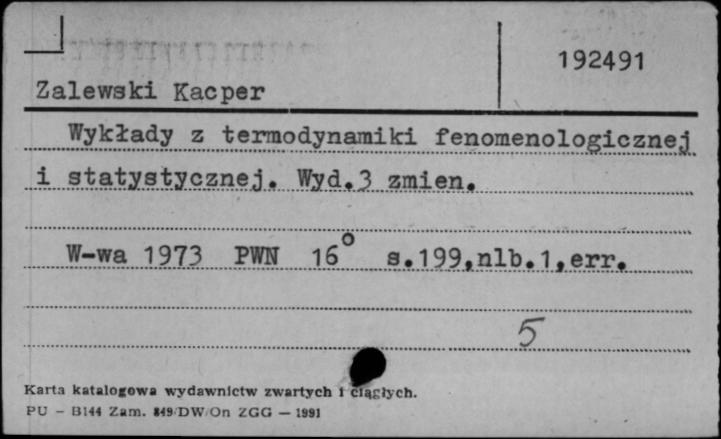 192491
Zalewski Kacper
Wykłady z termodynamiki fenomenologicznej
i statystycznej. Wyd.3 zmien.
W-wa 1973 PWN 16° s.199,nlb.1,err.
5
Karta katalogowa wydawnictw zwartych i ciągłych.
PU - B144 Zam. 849/DW/On ZGG — 1991